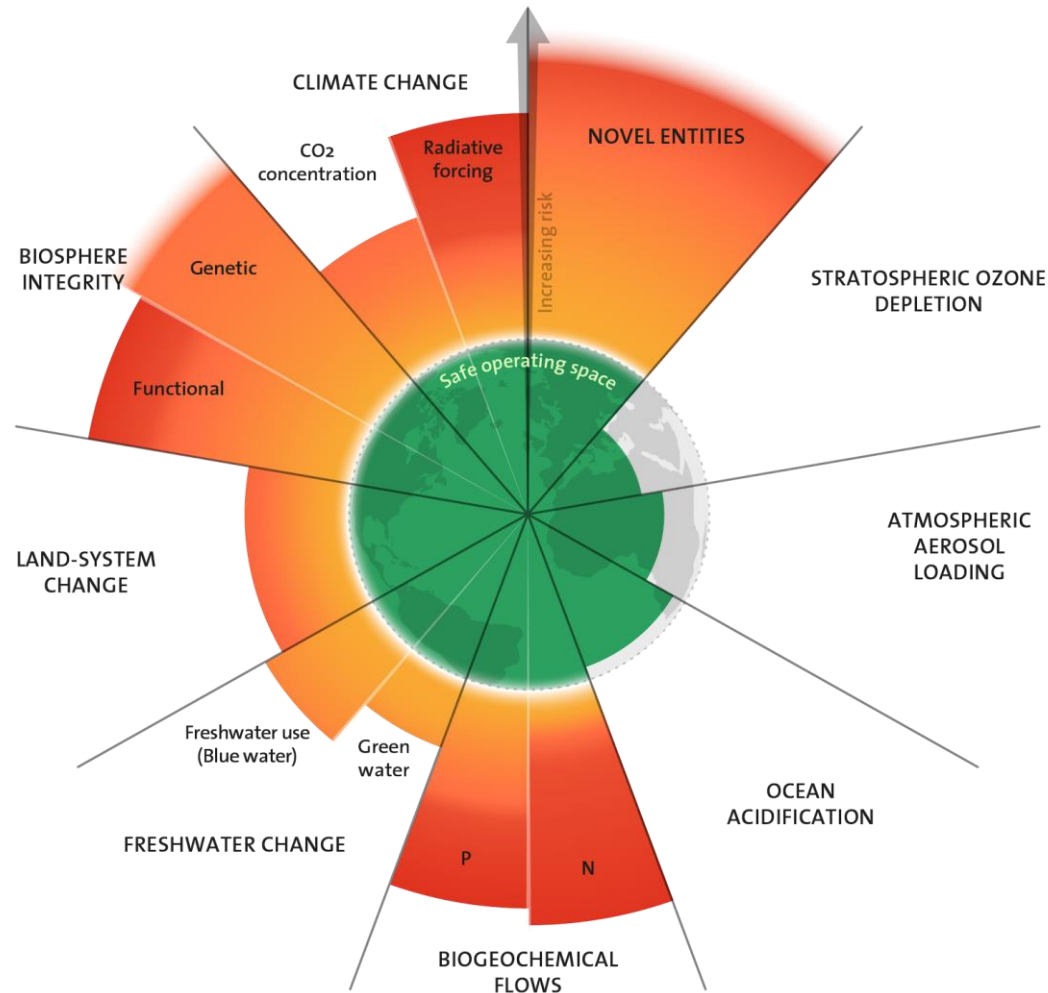 CLIMATE CHANGE
CO2
concentration
Radiative
forcing
NOVEL ENTITIES
Increasing risk
BIOSPHERE
INTEGRITY
Genetic
Functional
STRATOSPHERIC OZONE
DEPLETION
Safe operating space
ATMOSPHERIC
AEROSOL
LOADING
LAND-SYSTEM
CHANGE
Freshwater use
(Blue water)
Green
water
FRESHWATER CHANGE
P
N
OCEAN
ACIDIFICATION
BIOGEOCHEMICAL
FLOWS